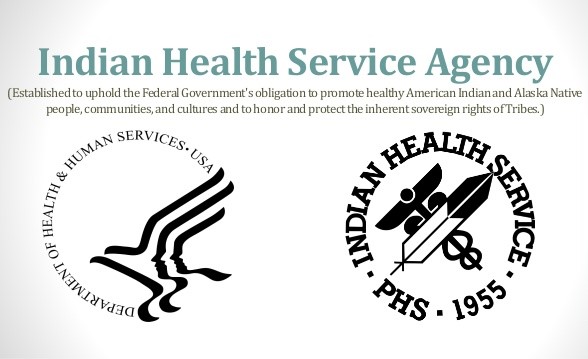 Indian Health Service Agency
(Established to uphold the Federal Government's obligation to promote healthy American Indian and Alaska Native
people, communities, and cultures and to honor and protect the inherent sovereign rights of Tribes.)
DEPARTMENT OF HEALTH & HUMAN SERVICES • USA
INDIAN HEALTH SERVICE
• PHS • 1955 •